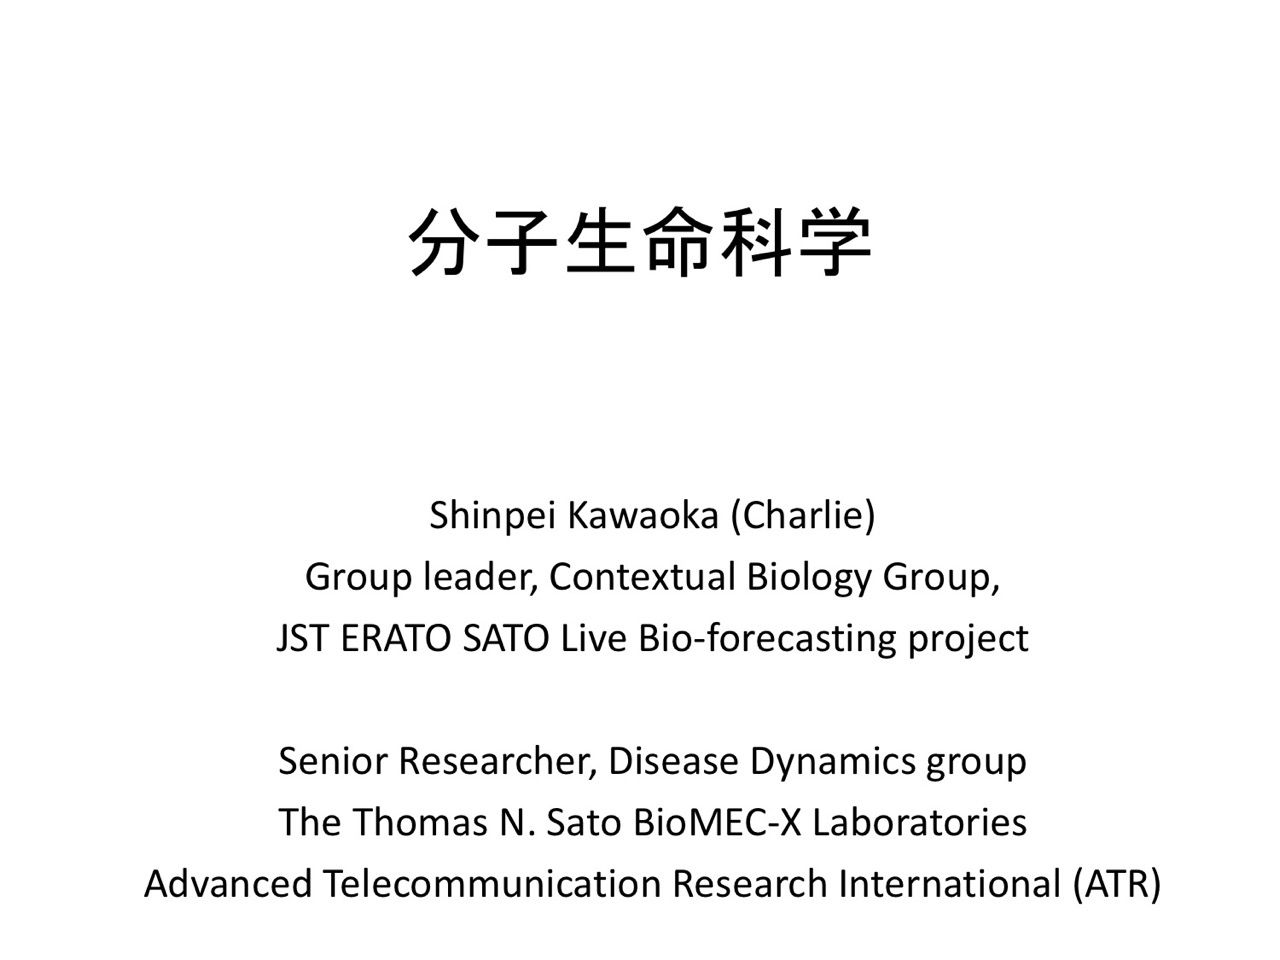 分子生命科学
Shinpei Kawaoka (Charlie)
Group leader, Contextual Biology Group,
JST ERATO SATO Live Bio-forecasting project
Senior Researcher, Disease Dynamics group
The Thomas N. Sato BioMEC-X Laboratories
Advanced Telecommunication Research International (ATR)